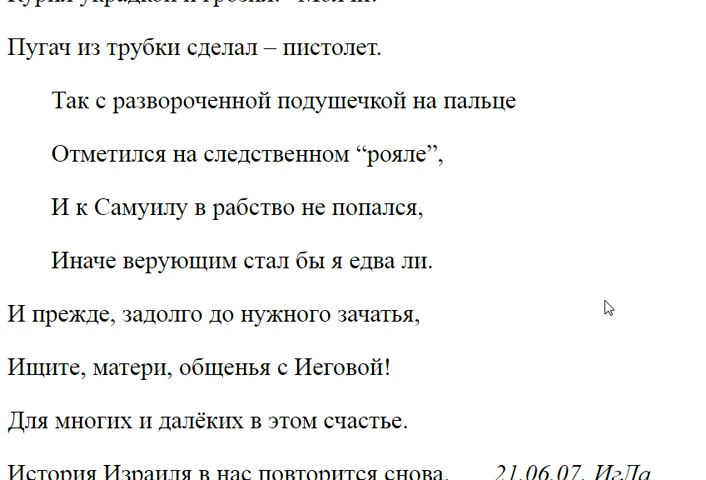 Пугач из трубки сделал – пистолет.
Так с развороченной подушечкой на пальце
Отметился на следственном “рояле”,
И к Самуилу в рабство не попался,
Иначе верующим стал бы я едва ли.
И прежде, задолго до нужного зачатья,
Ищите, матери, общенья с Иеговой!
Для многих и далёких в этом счастье.
История Израиля в нас повторится снова. 21.06.07. ИгЛа